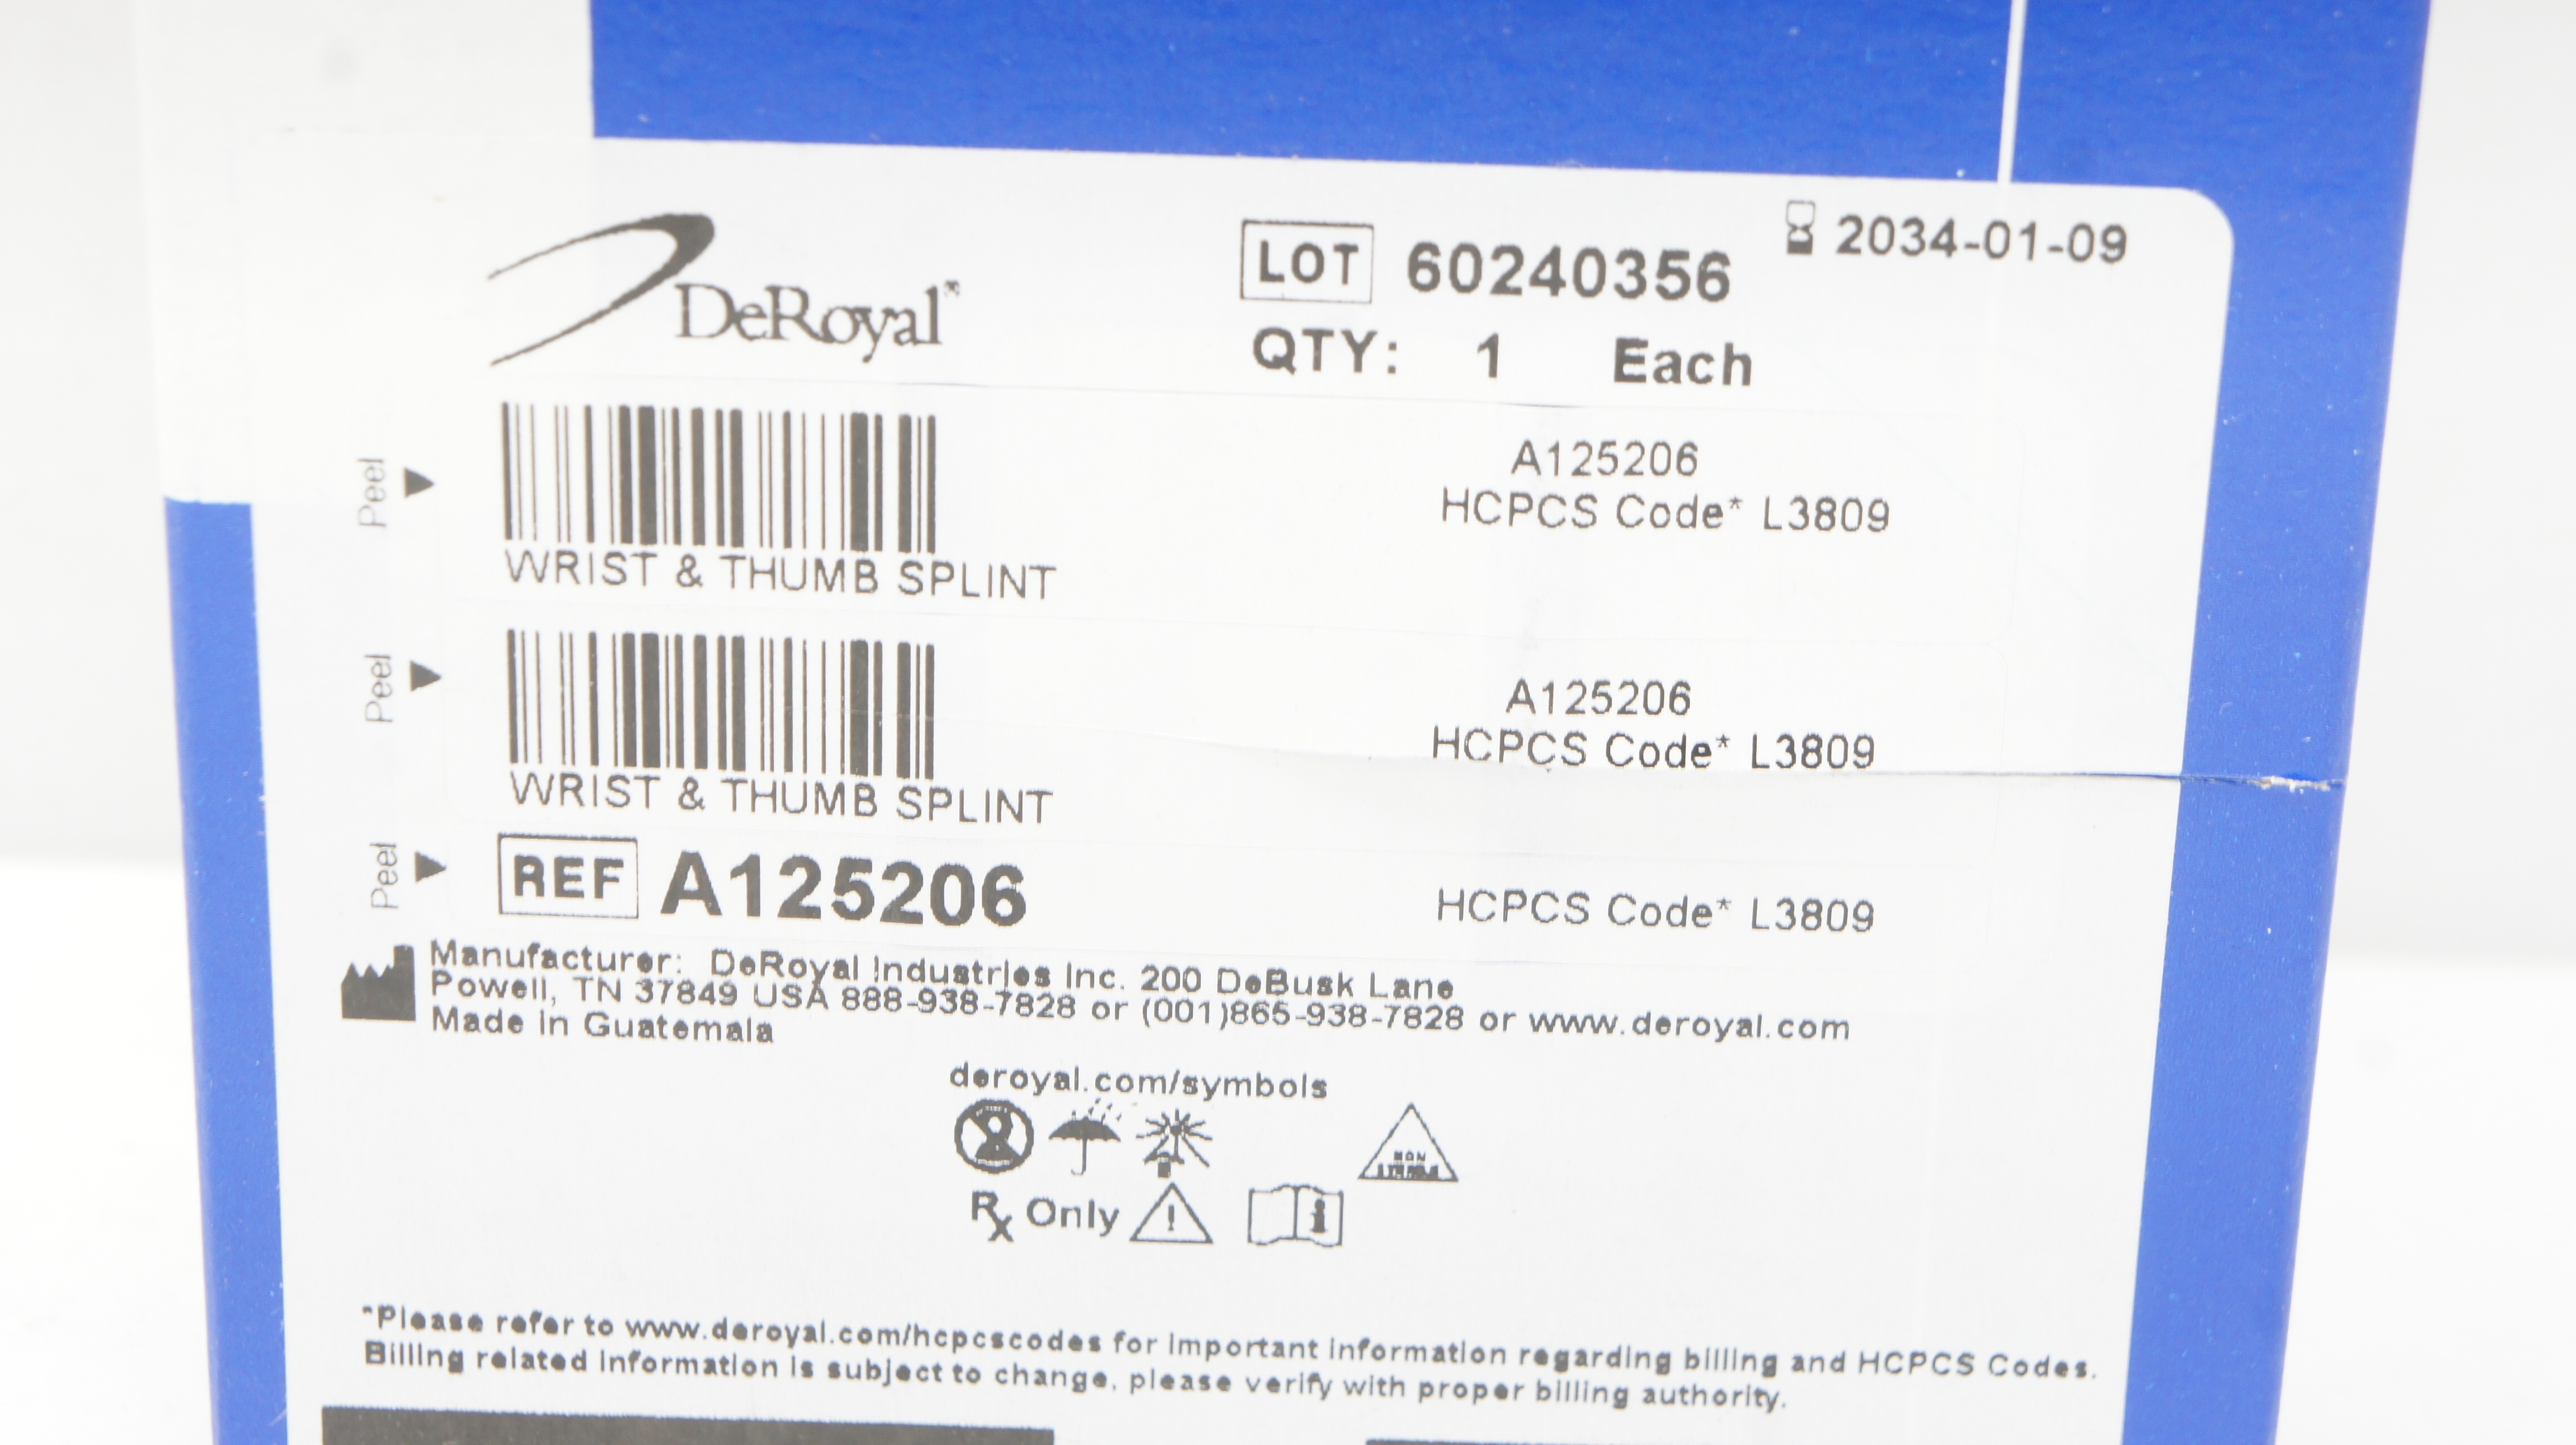 DeRoyal®
LOT 60240356
2034-01-09
QTY: 1 Each
Peel
A125206
HCPCS Code* L3809
WRIST & THUMB SPLINT
Peel
A125206
HCPCS Code* L3809
WRIST & THUMB SPLINT
Peel
REF A125206
HCPCS Code* L3809
Manufacturer: DeRoyal Industries Inc. 200 DeBusk Lane
Powell, TN 37849 USA 888-938-7828 or (001)865-938-7828 or www.deroyal.com
Made in Guatemala
deroyal.com/symbols
NON
Rx Only
*Please refer to www.deroyal.com/hcpcscodes for important information regarding billing and HCPCS Codes.
Billing related information is subject to change, please verify with proper billing authority.